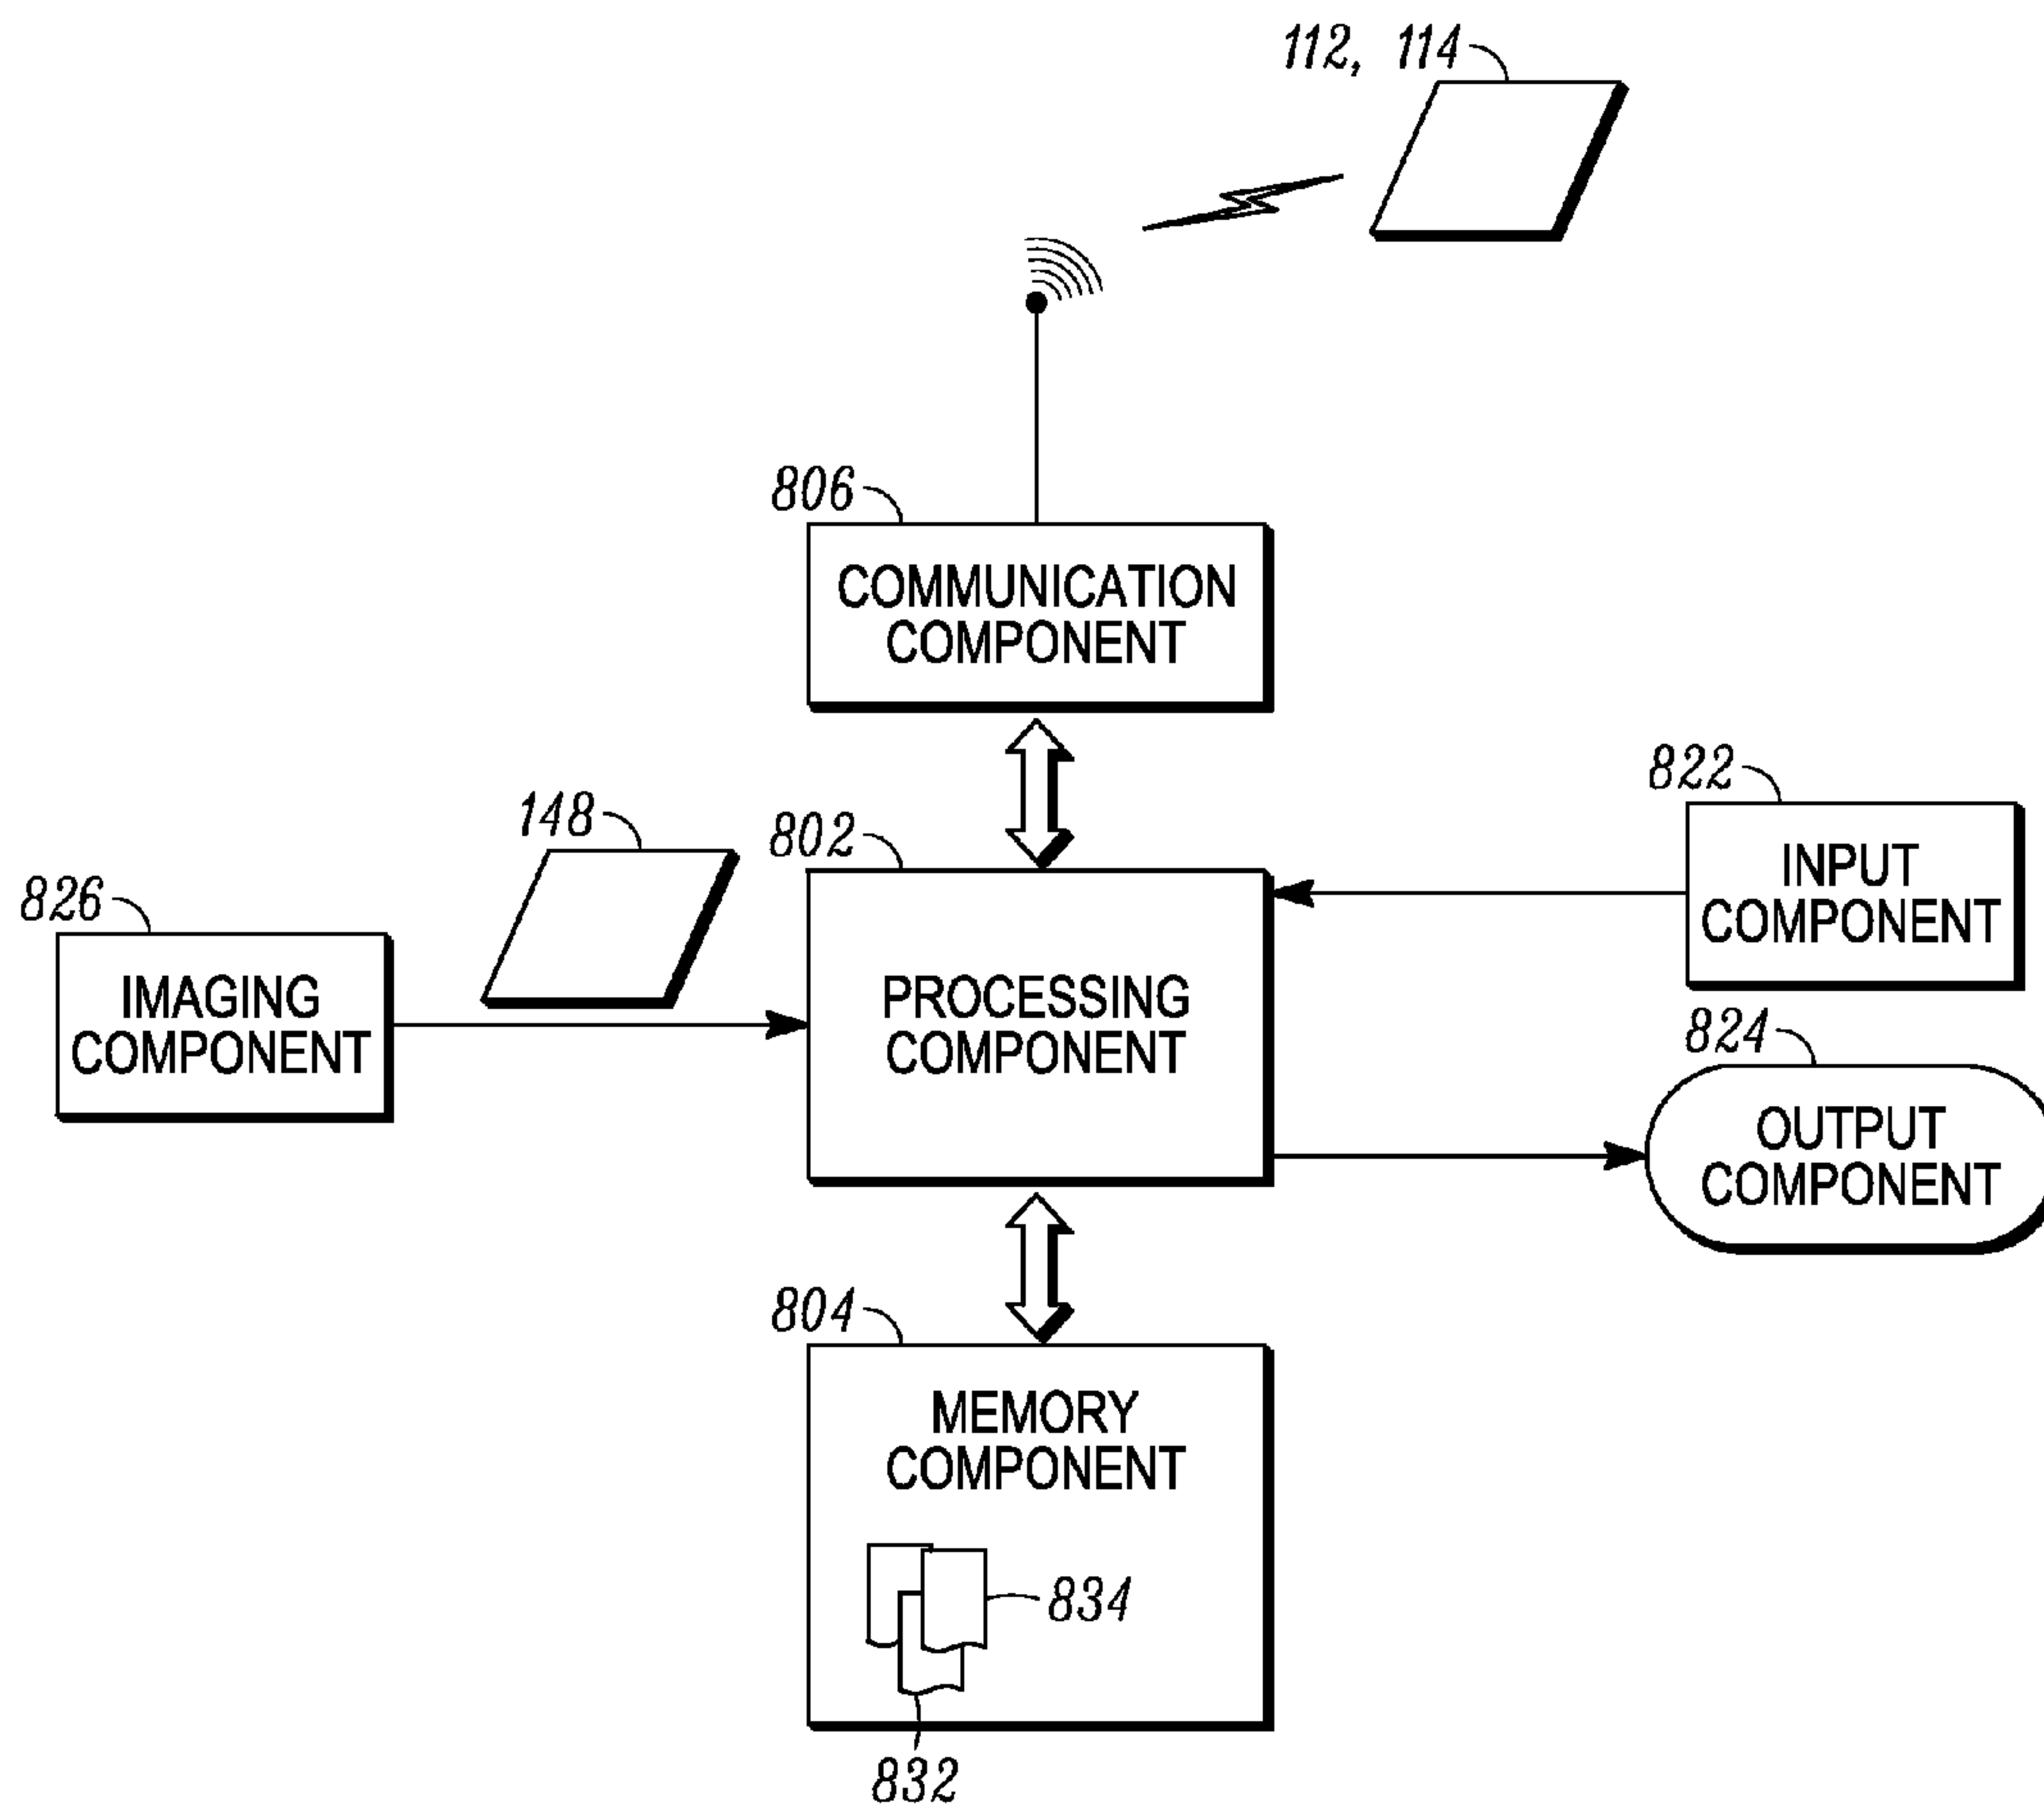 112, 114
806
COMMUNICATION
COMPONENT
822
INPUT
COMPONENT
148
802
826
IMAGING
COMPONENT
PROCESSING
COMPONENT
824
OUTPUT
COMPONENT
804
MEMORY
COMPONENT
834
832